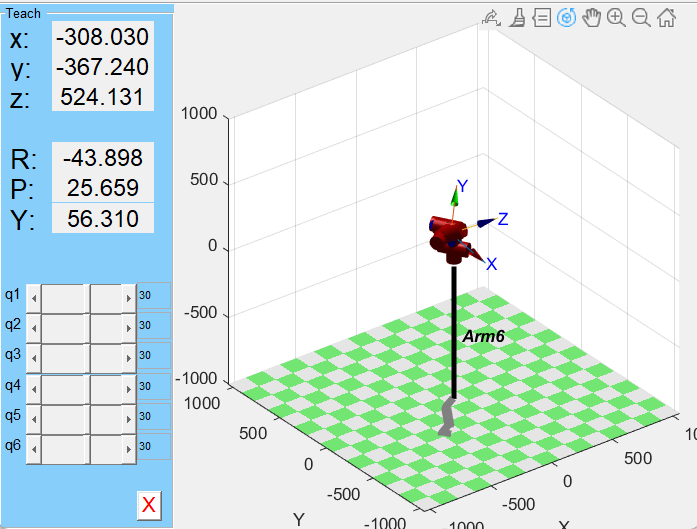 Teach
x: -308.030
y: -367.240
z: 524.131
R: -43.898
P: 25.659
Y: 56.310
q1 30
q2 30
q3 30
q4 30
q5 30
q6 30
X
1000
500
0
-500
-1000
1000
500
0
-500
-1000
Y
-1000
-500
0
500
10
X
Y
Z
X
Arm6